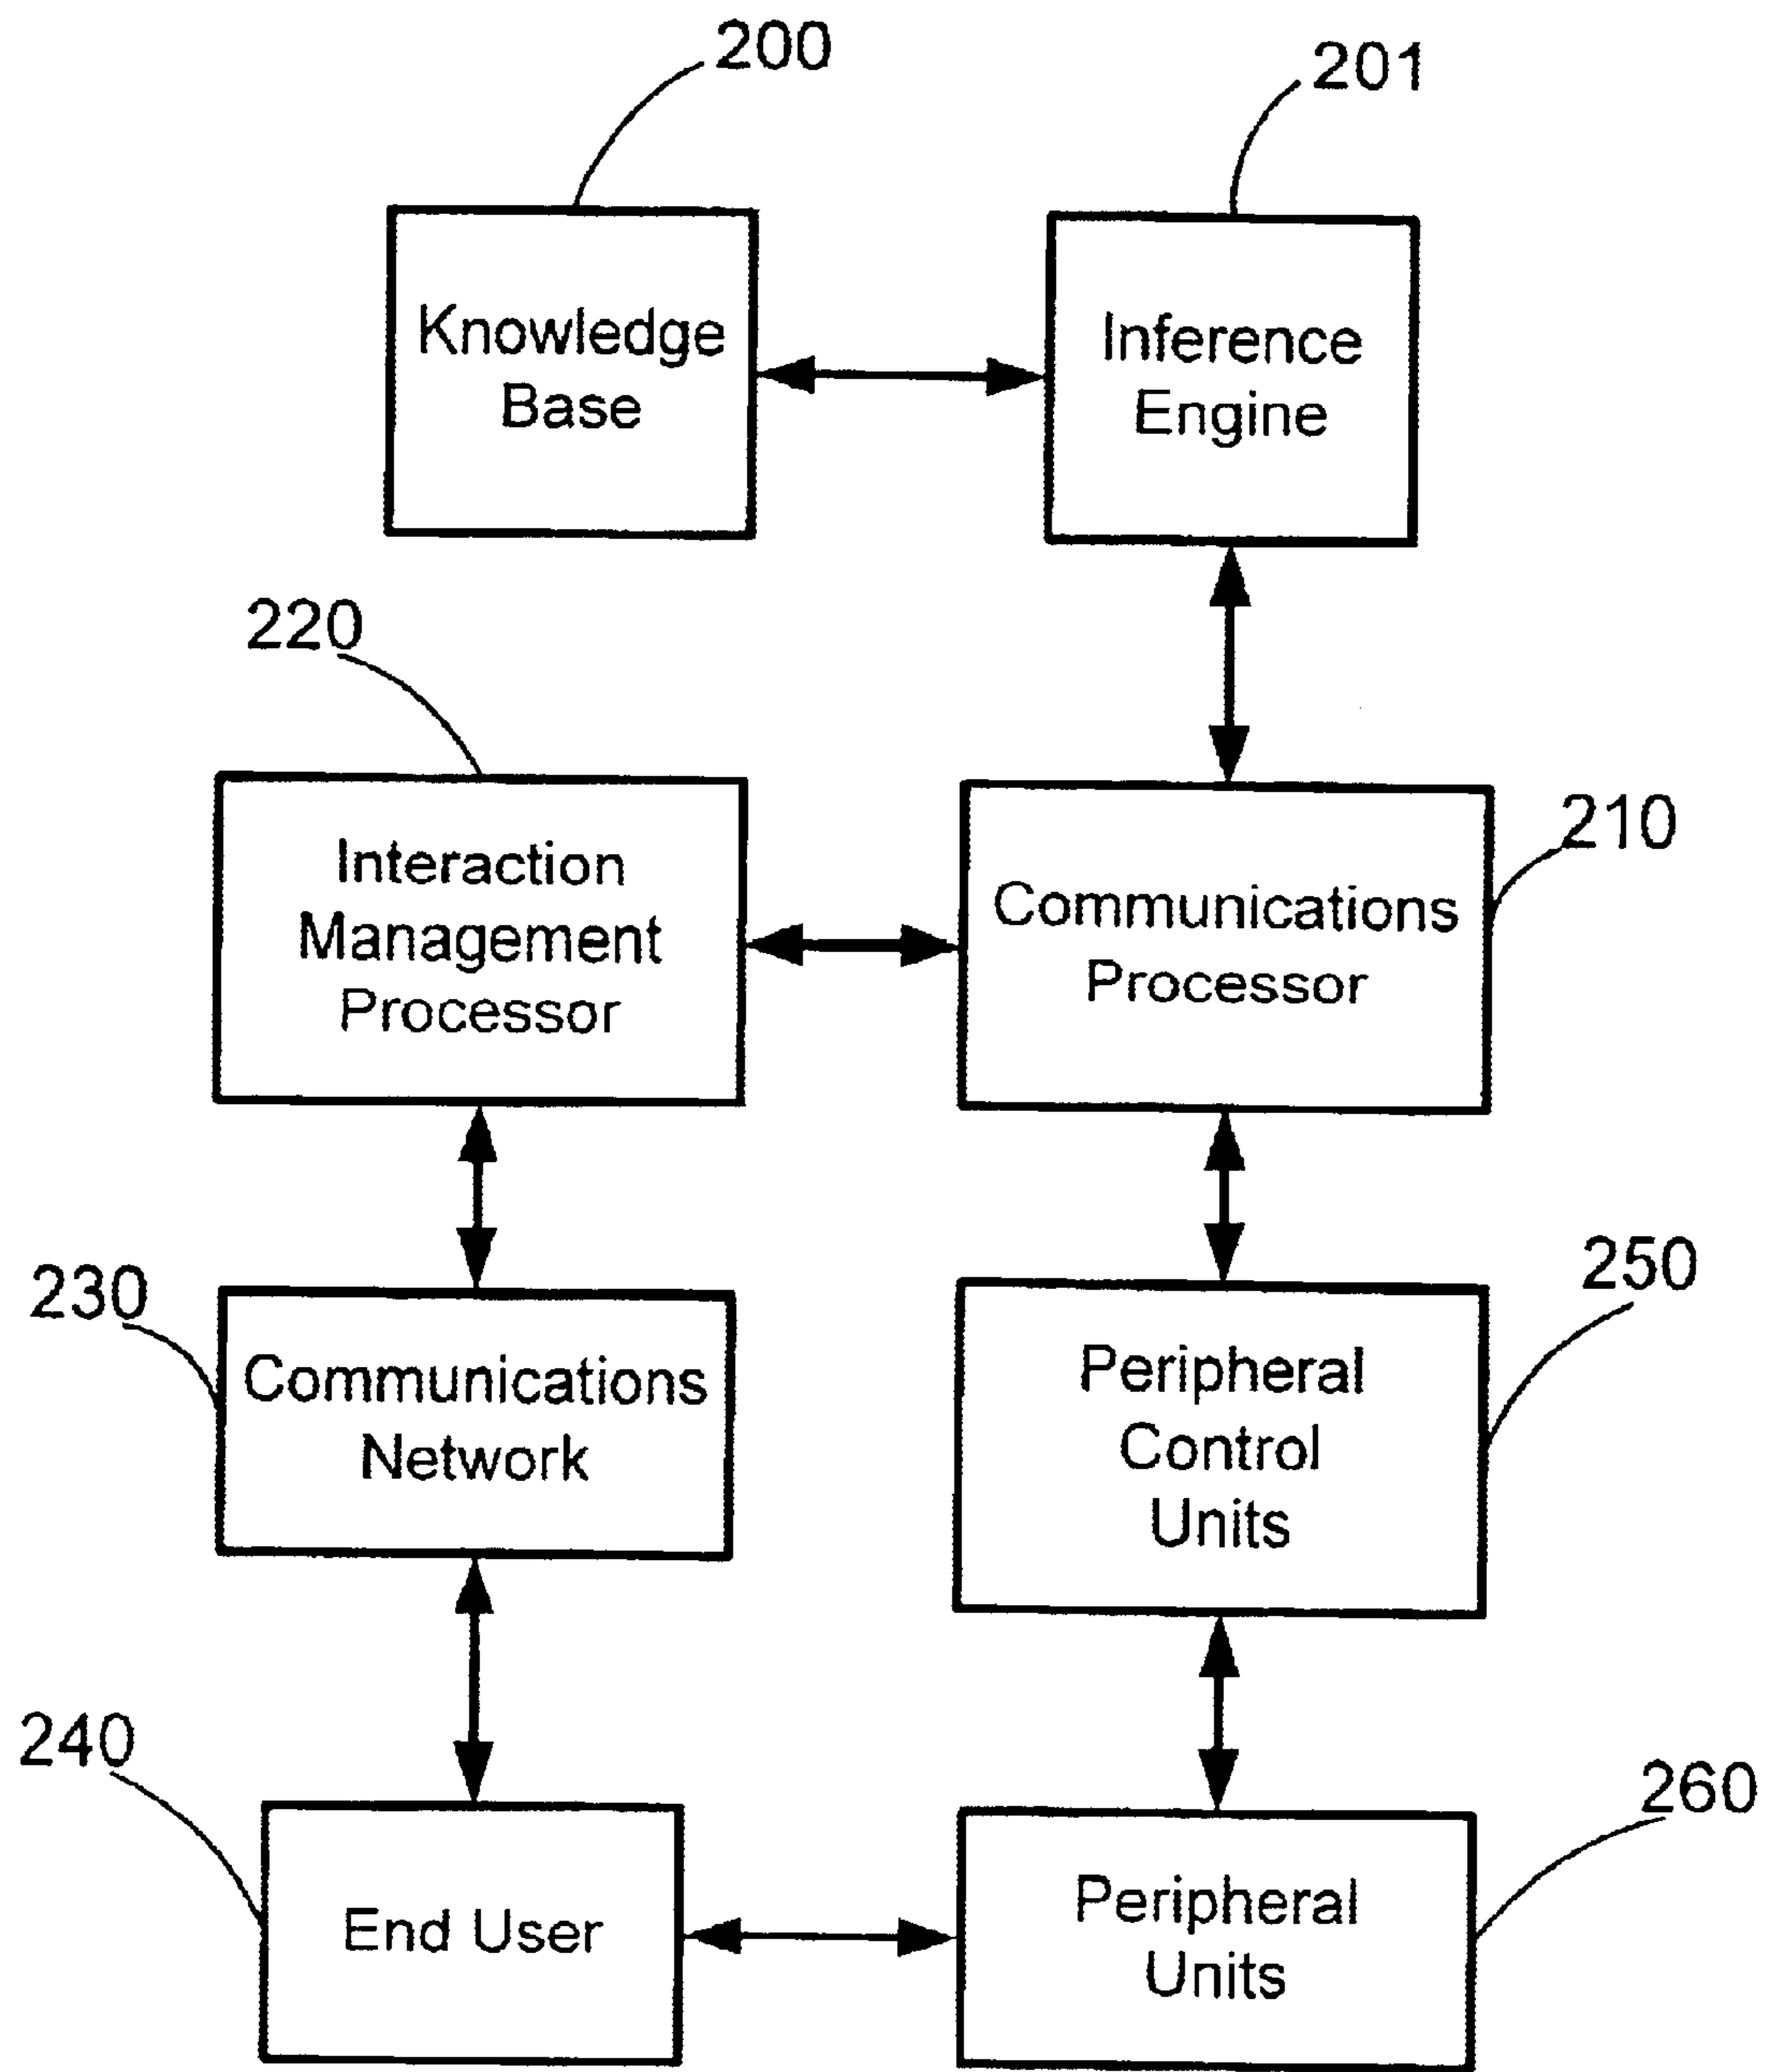 200
201
Knowledge
Base
Inference
Engine
220
210
Interaction
Management
Processor
Communications
Processor
230
250
Communications
Network
Peripheral
Control
Units
240
260
End User
Peripheral
Units